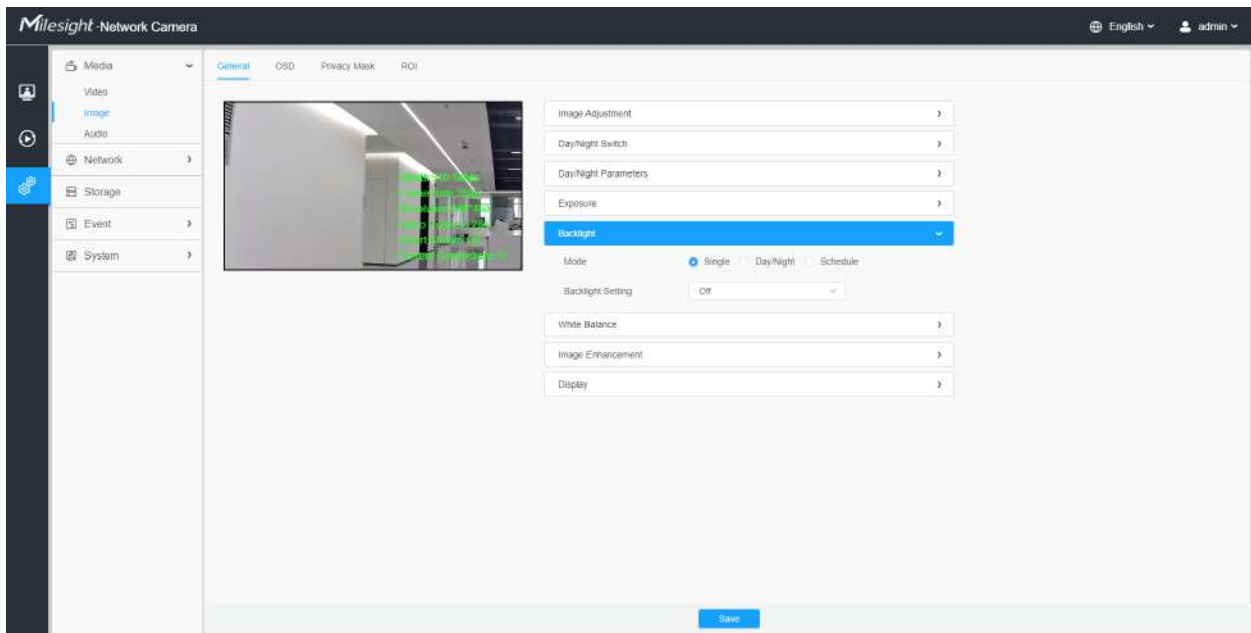 Milesight·Network Camera
English
admin
Media
Video
Image
Audio
Network
Storage
Event
System
General OSD Privacy Mask ROI
Image Adjustment
Day/Night Switch
Day/Night Parameters
Exposure
Backlight
Mode Single Day/Night Schedule
Backlight Setting Off
White Balance
Image Enhancement
Display
Save